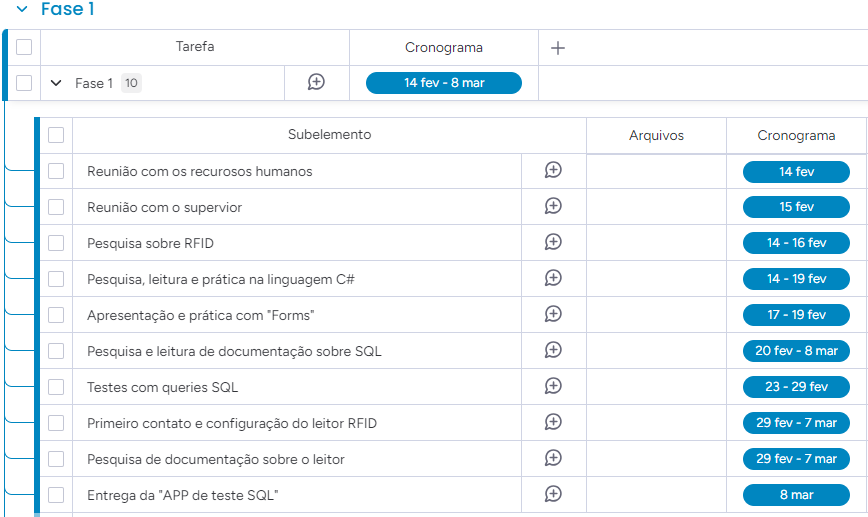 Fase 1
Tarefa Cronograma
Fase 1 10 14 fev - 8 mar
Subelemento Arquivos Cronograma
Reunião com os recurosos humanos 14 fev
Reunião com o supervior 15 fev
Pesquisa sobre RFID 14 - 16 fev
Pesquisa, leitura e prática na linguagem C# 14 - 19 fev
Apresentação e prática com "Forms" 17 - 19 fev
Pesquisa e leitura de documentação sobre SQL 20 fev - 8 mar
Testes com queries SQL 23 - 29 fev
Primeiro contato e configuração do leitor RFID 29 fev - 7 mar
Pesquisa de documentação sobre o leitor 29 fev - 7 mar
Entrega da "APP de teste SQL" 8 mar